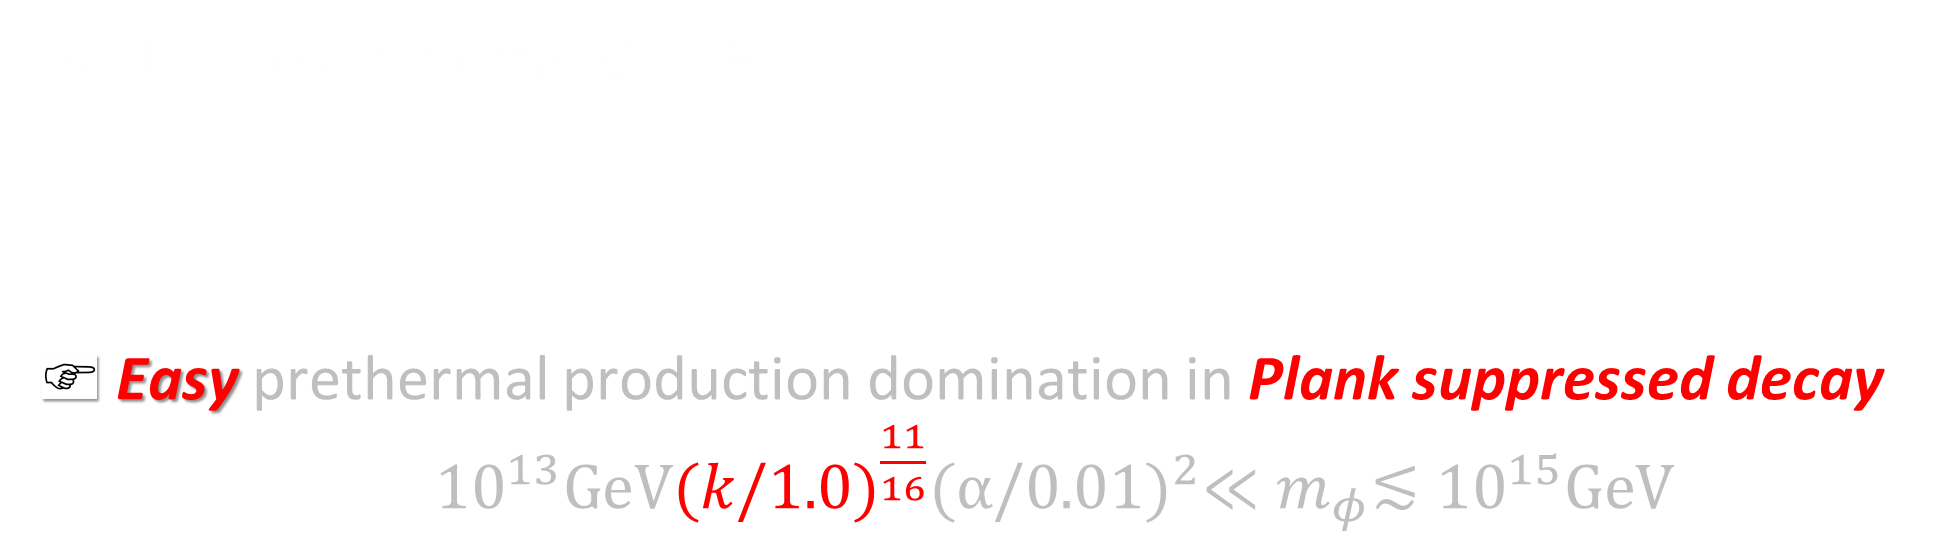 ☞ Easy prethermal production domination in Plank suppressed decay
10^{13}GeV(k/1.0)^{\frac{11}{16}}(α/0.01)^2 ≪ m_ϕ ≲ 10^{15}GeV